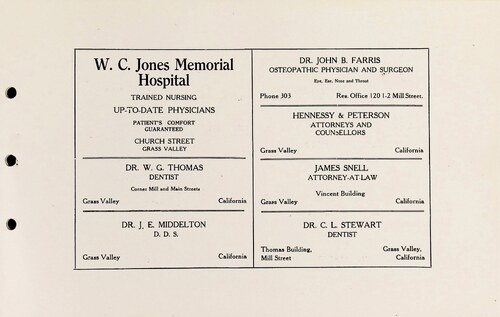 W. C. Jones Memorial
Hospital
TRAINED NURSING
UP-TO-DATE PHYSICIANS
PATIENT'S COMFORT
GUARANTEED
CHURCH STREET
GRASS VALLEY
DR. W. G. THOMAS
DENTIST
Corner Mill and Main Streets
Grass Valley California
DR. J. E. MIDDELTON
D. D. S.
Grass Valley California
DR. JOHN B. FARRIS
OSTEOPATHIC PHYSICIAN AND SURGEON
Eye, Ear, Nose and Throat
Phone 303 Res. Office 120 1-2 Mill Street.
HENNESSY & PETERSON
ATTORNEYS AND
COUNSELLORS
Grass Valley California
JAMES SNELL
ATTORNEY-AT-LAW
Vincent Building
Grass Valley California
DR. C. L. STEWART
DENTIST
Thomas Building, Grass Valley,
Mill Street California